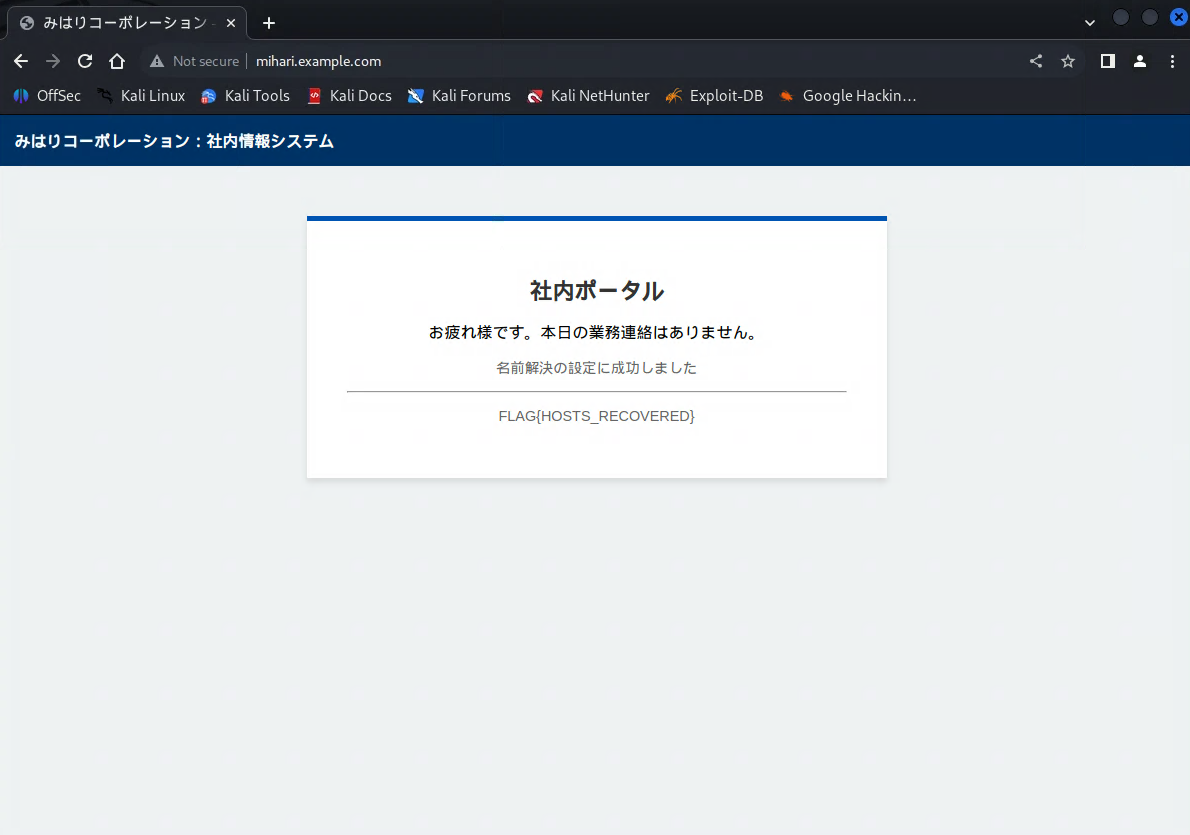 みはりコーポレーション -
Not secure
mihari.example.com
OffSec
Kali Linux
Kali Tools
Kali Docs
Kali Forums
Kali NetHunter
Exploit-DB
Google Hackin…
みはりコーポレーション：社内情報システム
社内ポータル
お疲れ様です。本日の業務連絡はありません。
名前解決の設定に成功しました
FLAG{HOSTS_RECOVERED}